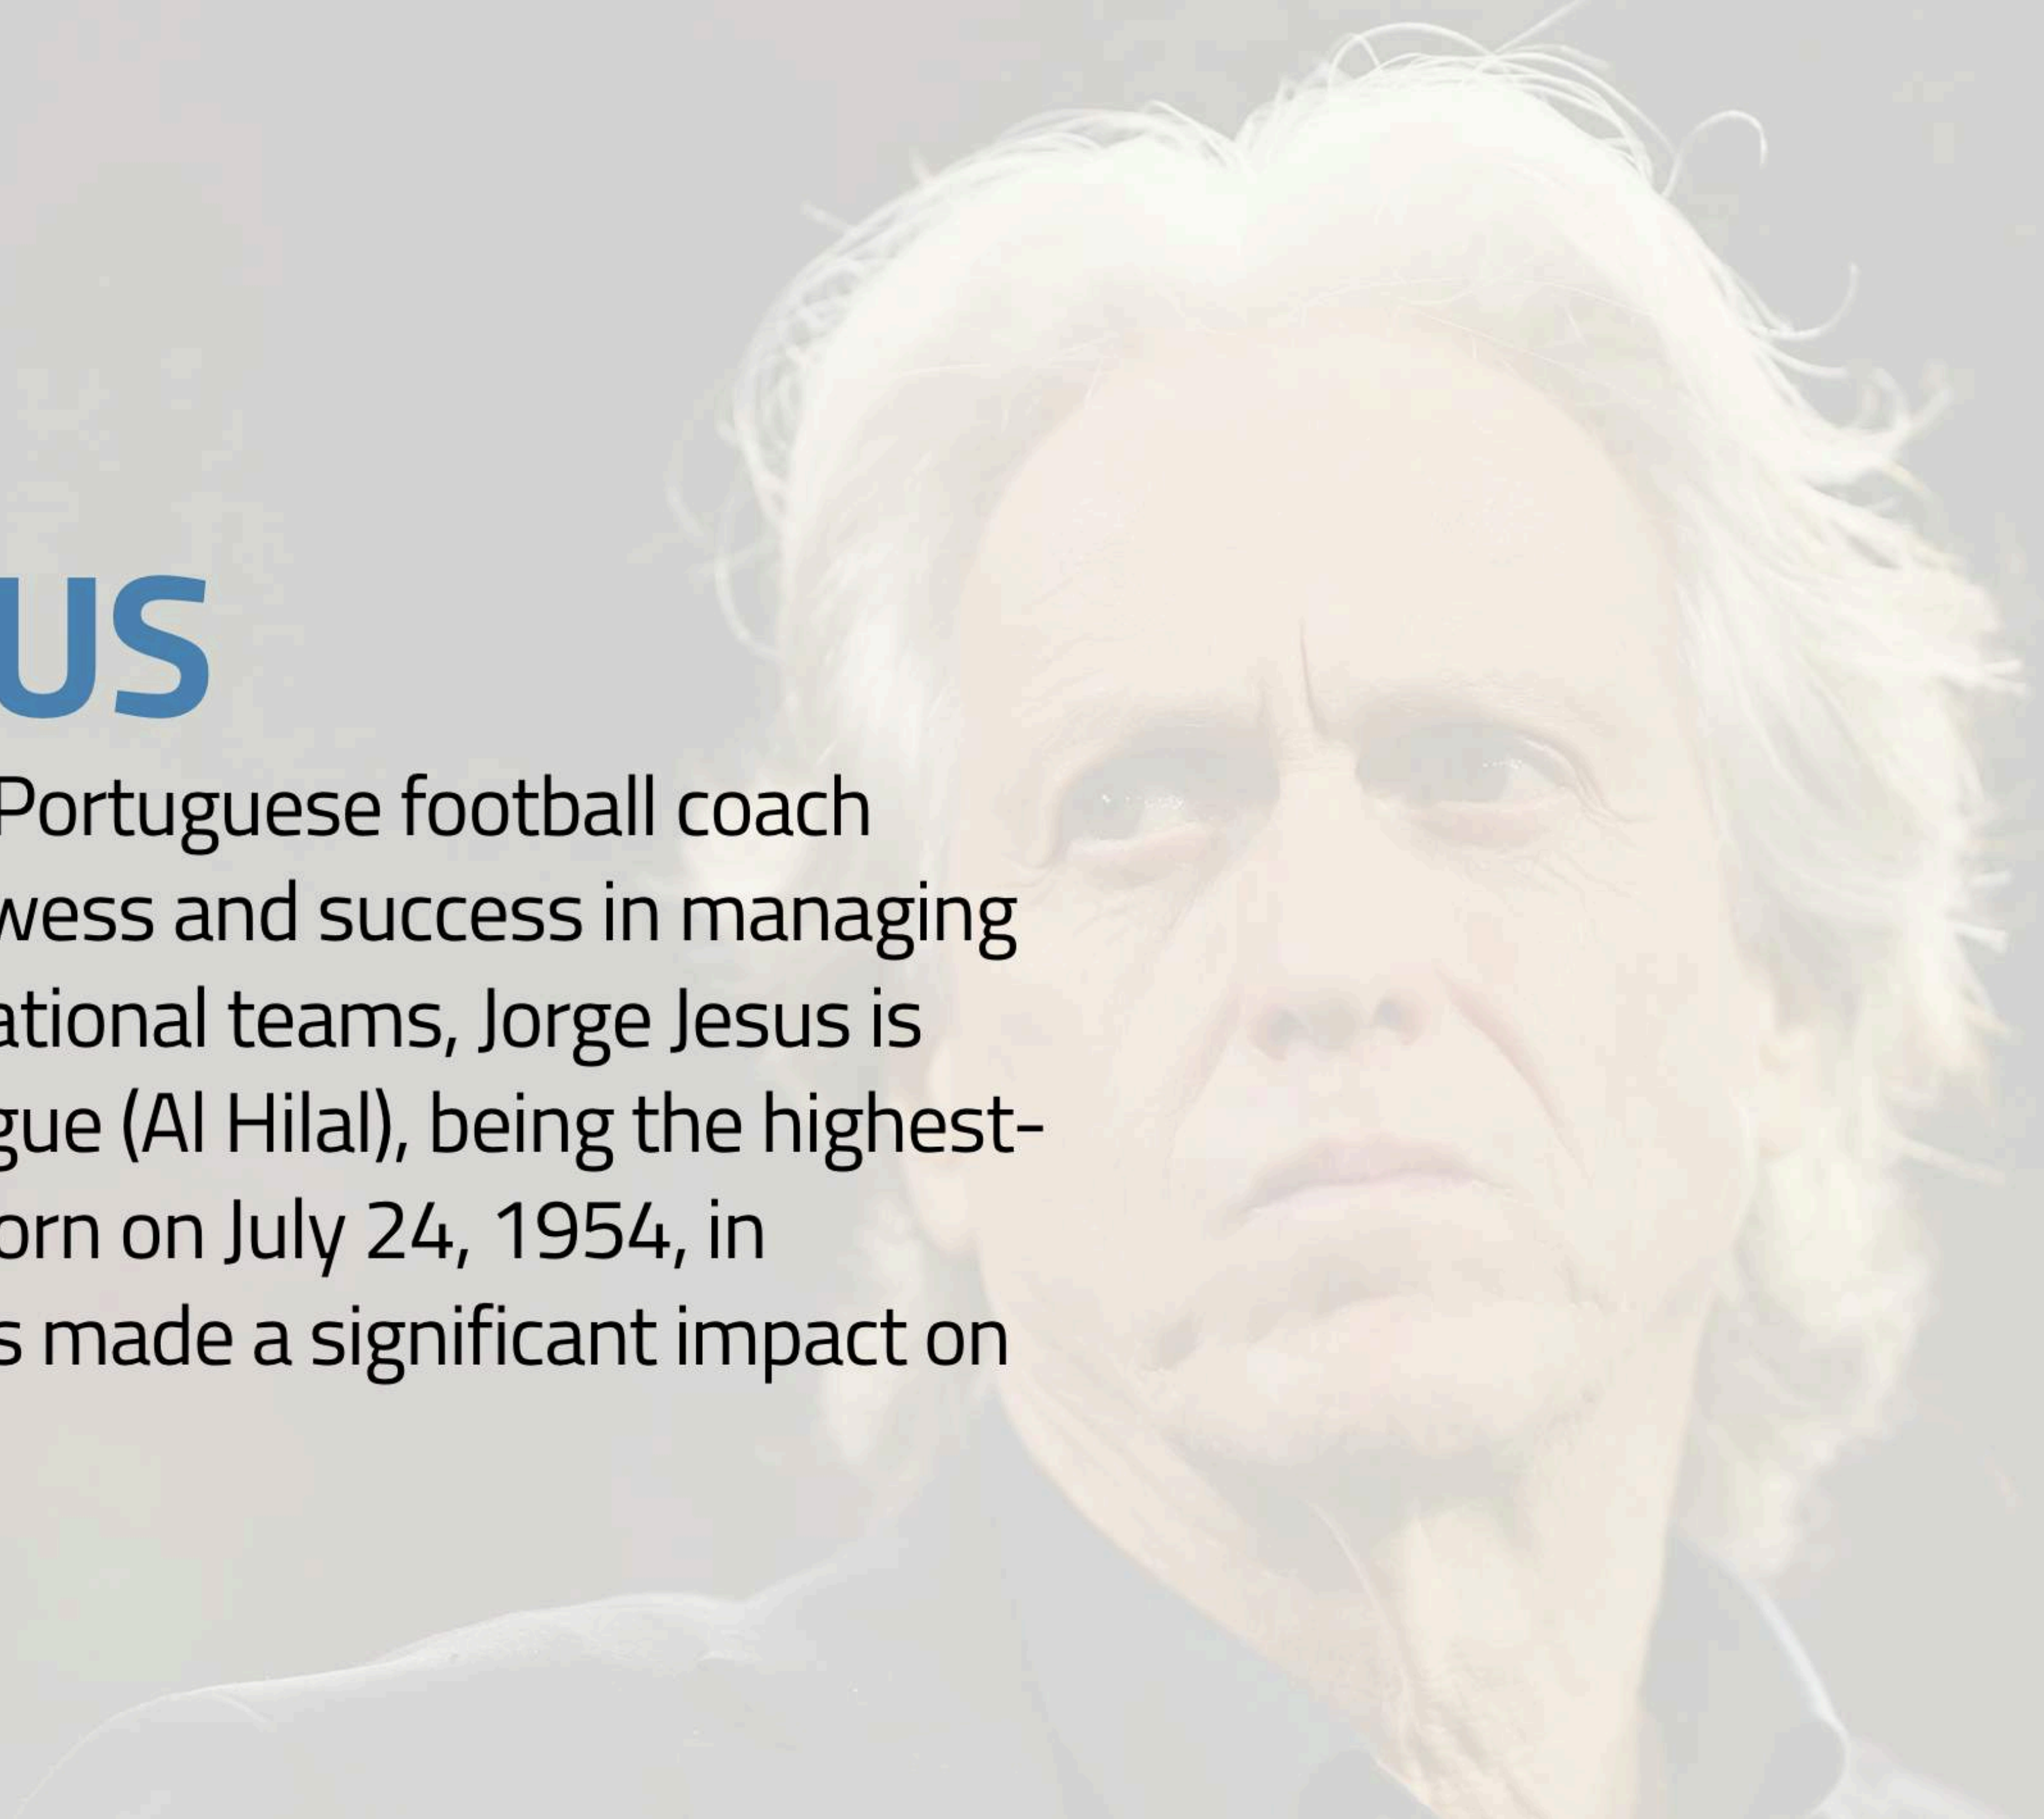 US
Portuguese football coach
wess and success in managing
ational teams, Jorge Jesus is
gue (Al Hilal), being the highest-
orn on July 24, 1954, in
s made a significant impact on